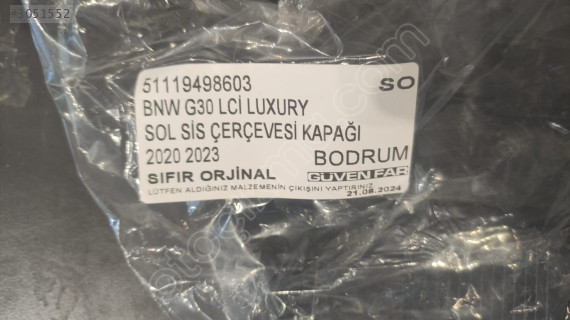 #3051552
51119498603 SO
BNW G30 LCİ LUXURY
SOL SİS ÇERÇEVESİ KAPAĞI
2020 2023 BODRUM
SIFIR ORJİNAL GÜVEN FAR
LÜTFEN ALDIĞINIZ MALZEMENİN ÇIKIŞINI YAPTIRINIZ 21.08.2024